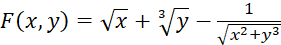 F(x, y) = √x + ∛y − 1/√(x² + y³)